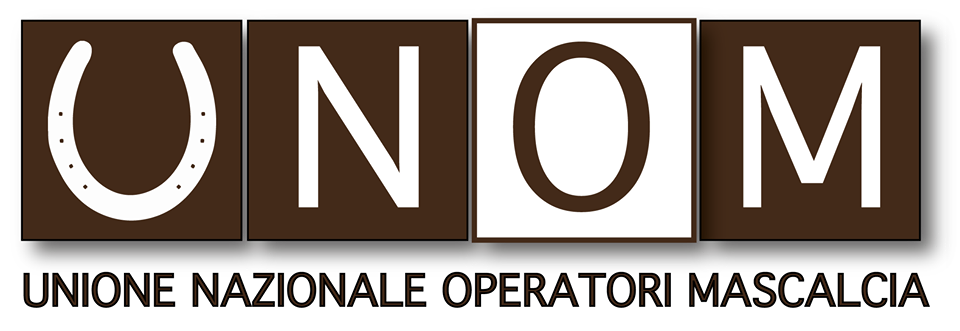 UNOM
UNIONE NAZIONALE OPERATORI MASCALCIA